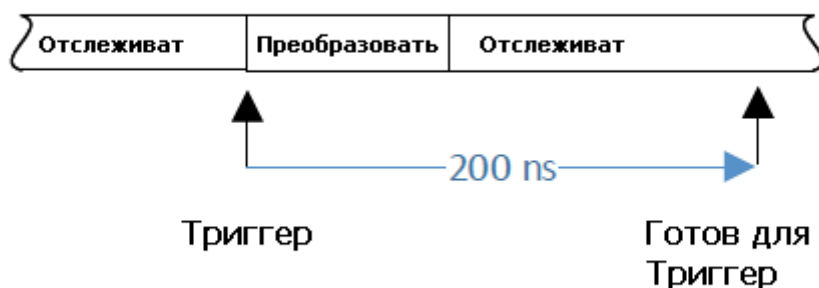 Отслеживат Преобразовать Отслеживат
200 ns
Триггер
Готов для
Триггер